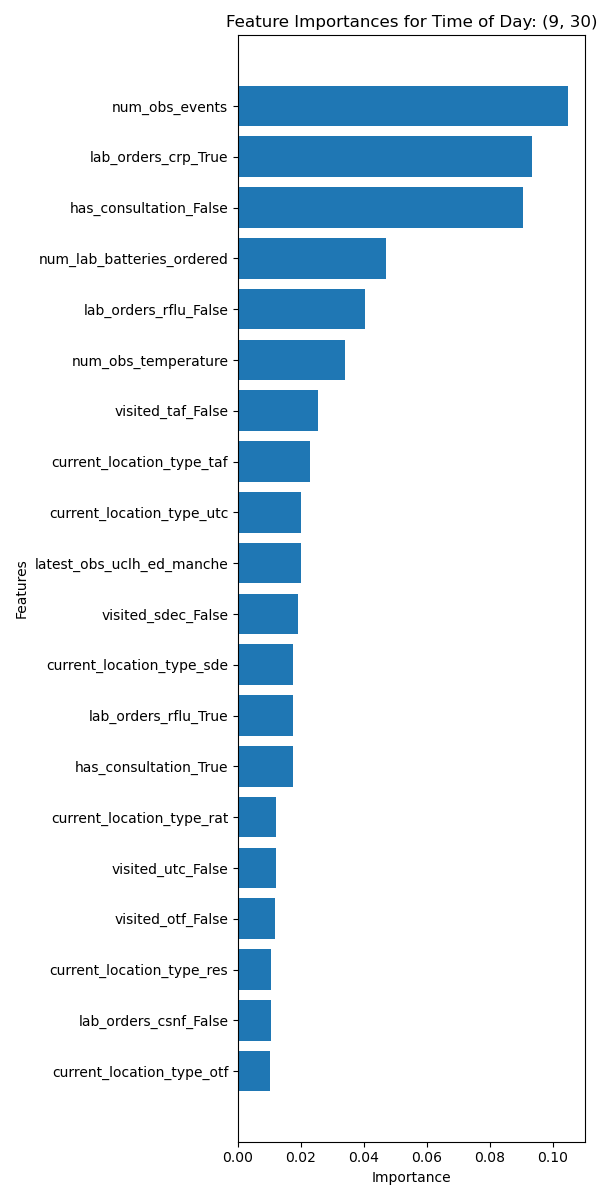 Feature Importances for Time of Day: (9, 30)
num_obs_events
lab_orders_crp_True
has_consultation_False
num_lab_batteries_ordered
lab_orders_rflu_False
num_obs_temperature
visited_taf_False
current_location_type_taf
current_location_type_utc
latest_obs_uclh_ed_manche
visited_sdec_False
current_location_type_sde
lab_orders_rflu_True
has_consultation_True
current_location_type_rat
visited_utc_False
visited_otf_False
current_location_type_res
lab_orders_csnf_False
current_location_type_otf
Features
0.00 0.02 0.04 0.06 0.08 0.10
Importance